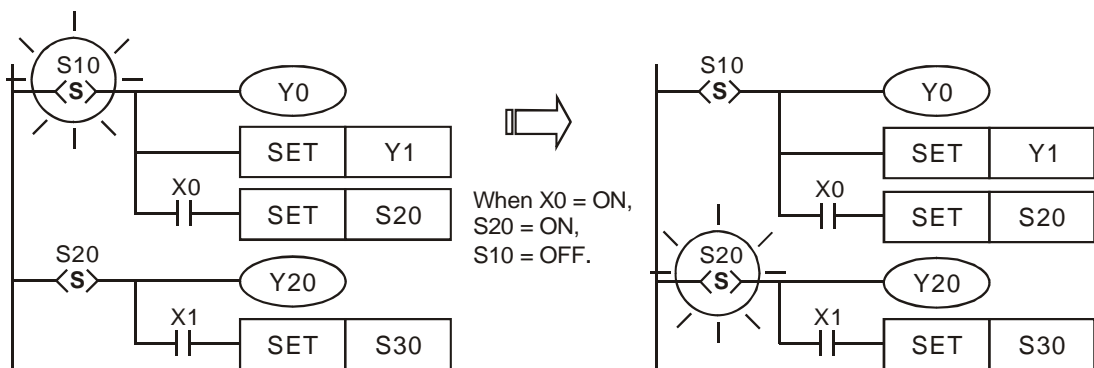 S10
S
Y0
SET Y1
X0
SET S20
S20
S
Y20
X1
SET S30
When X0 = ON,
S20 = ON,
S10 = OFF.
S10
S
Y0
SET Y1
X0
SET S20
S20
S
Y20
X1
SET S30